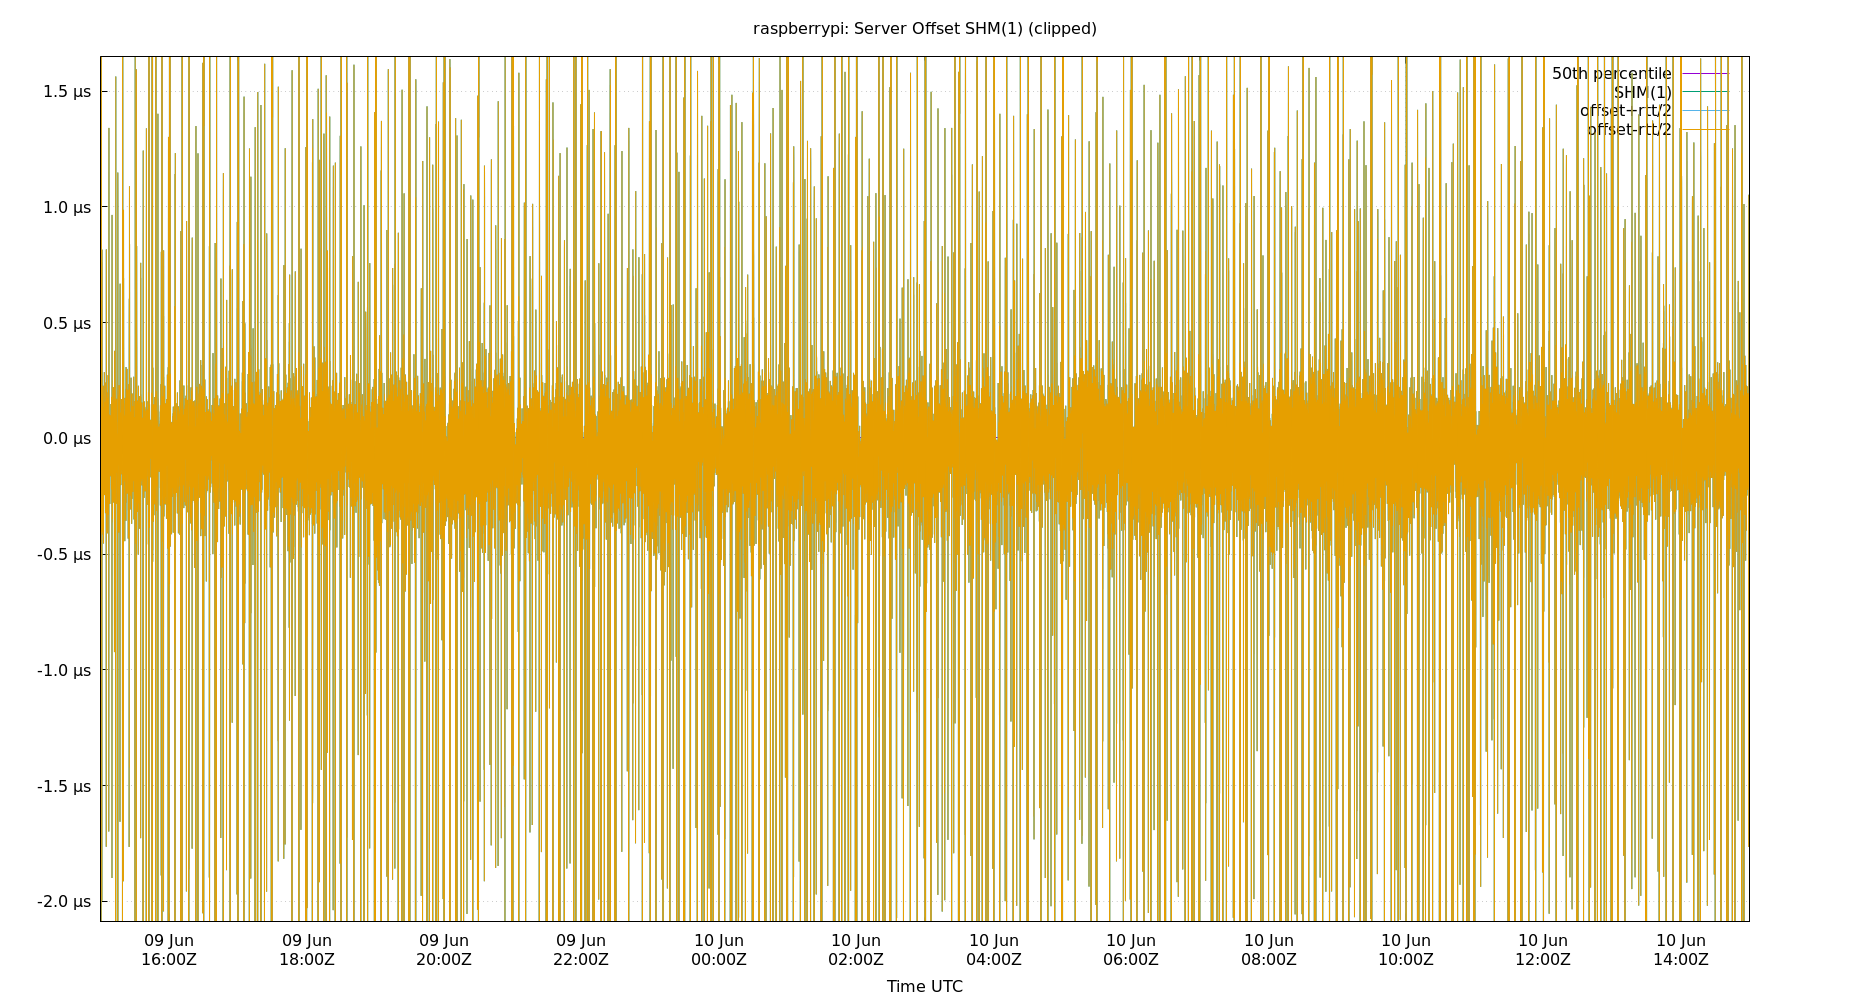 raspberrypi: Server Offset SHM(1) (clipped)
50th percentile
SHM(1)
offset+rtt/2
offset-rtt/2
1.5 µs
1.0 µs
0.5 µs
0.0 µs
-0.5 µs
-1.0 µs
-1.5 µs
-2.0 µs
09 Jun 09 Jun 09 Jun 09 Jun 10 Jun 10 Jun 10 Jun 10 Jun 10 Jun 10 Jun 10 Jun 10 Jun
16:00Z 18:00Z 20:00Z 22:00Z 00:00Z 02:00Z 04:00Z 06:00Z 08:00Z 10:00Z 12:00Z 14:00Z
Time UTC